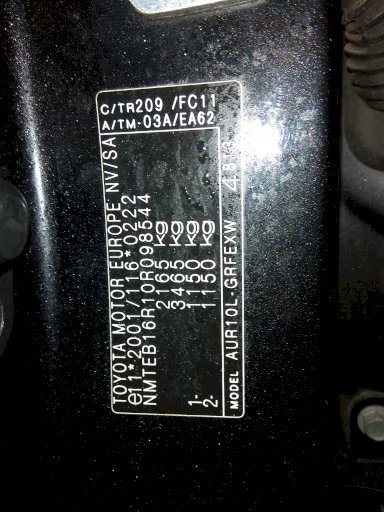 TOYOTA MOTOR EUROPE NV/SA
e11*2001/116*0222
NMTEB16R10R098544
2165 kg
3465 kg
1- 1150 kg
2- 1150 kg
MODEL AUR10L-GRFEXW
C/TR209 /FC11
A/TM-03A/EA62